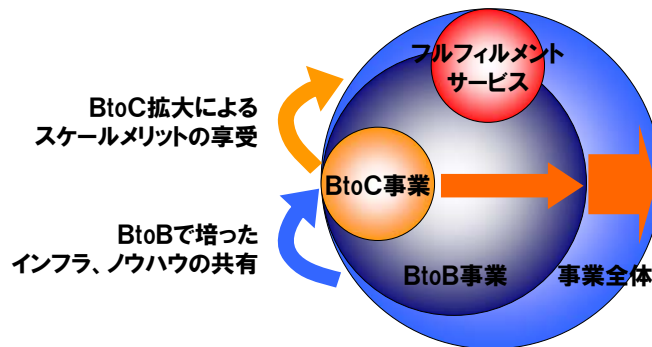 フルフィルメント
サービス
BtoC拡大による
スケールメリットの享受
BtoC事業
BtoBで培った
インフラ、ノウハウの共有
BtoB事業
事業全体